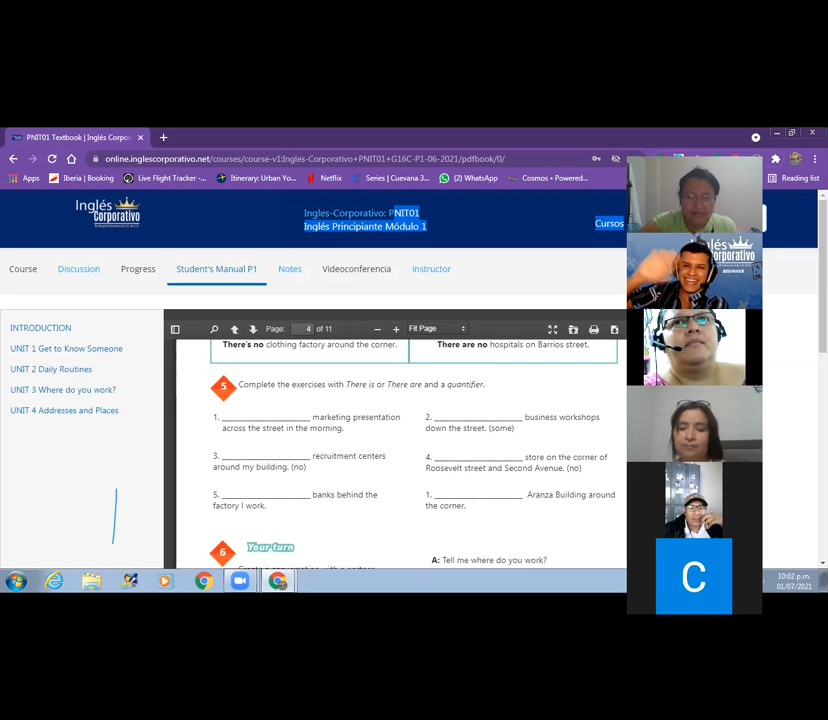 PNIT01 Textbook | Inglés Corpor
online.inglescorporativo.net/courses/course-v1:Ingles-Corporativo+PNIT01+G16C-P1-06-2021/pdfbook/0/
Apps Iberia | Booking Live Flight Tracker -... Itinerary: Urban Yo... Netflix Series | Cuevana 3... (2) WhatsApp Cosmos • Powered... Reading list
Inglés
Corporativo
Ingles-Corporativo: PNIT01
Inglés Principiante Módulo 1
Cursos
Inglés
Corporativo
BEGINNER
Course Discussion Progress Student's Manual P1 Notes Videoconferencia Instructor
Page: 4 of 11 Fit Page
INTRODUCTION
UNIT 1 Get to Know Someone
UNIT 2 Daily Routines
UNIT 3 Where do you work?
UNIT 4 Addresses and Places
There's no clothing factory around the corner. There are no hospitals on Barrios street.
5 Complete the exercises with There is or There are and a quantifier.
1. ____________________ marketing presentation
across the street in the morning.
2. ____________________ business workshops
down the street. (some)
3. ____________________ recruitment centers
around my building. (no)
4. ____________________ store on the corner of
Roosevelt street and Second Avenue. (no)
5. ____________________ banks behind the
factory I work.
1. ____________________ Aranza Building around
the corner.
6 Your turn
A: Tell me where do you work?
C
10:02 p.m.
01/07/2021